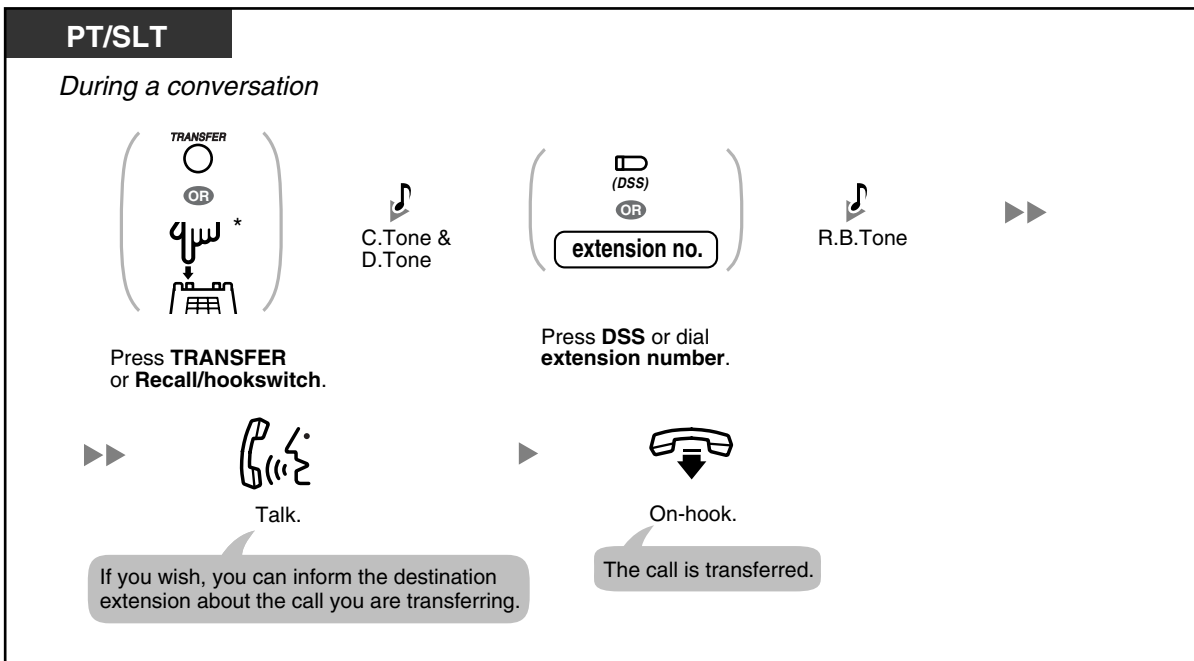 PT/SLT
During a conversation
TRANSFER
OR
*
C.Tone &
D.Tone
(DSS)
OR
extension no.
R.B.Tone
Press TRANSFER
or Recall/hookswitch.
Press DSS or dial
extension number.
Talk.
If you wish, you can inform the destination
extension about the call you are transferring.
On-hook.
The call is transferred.